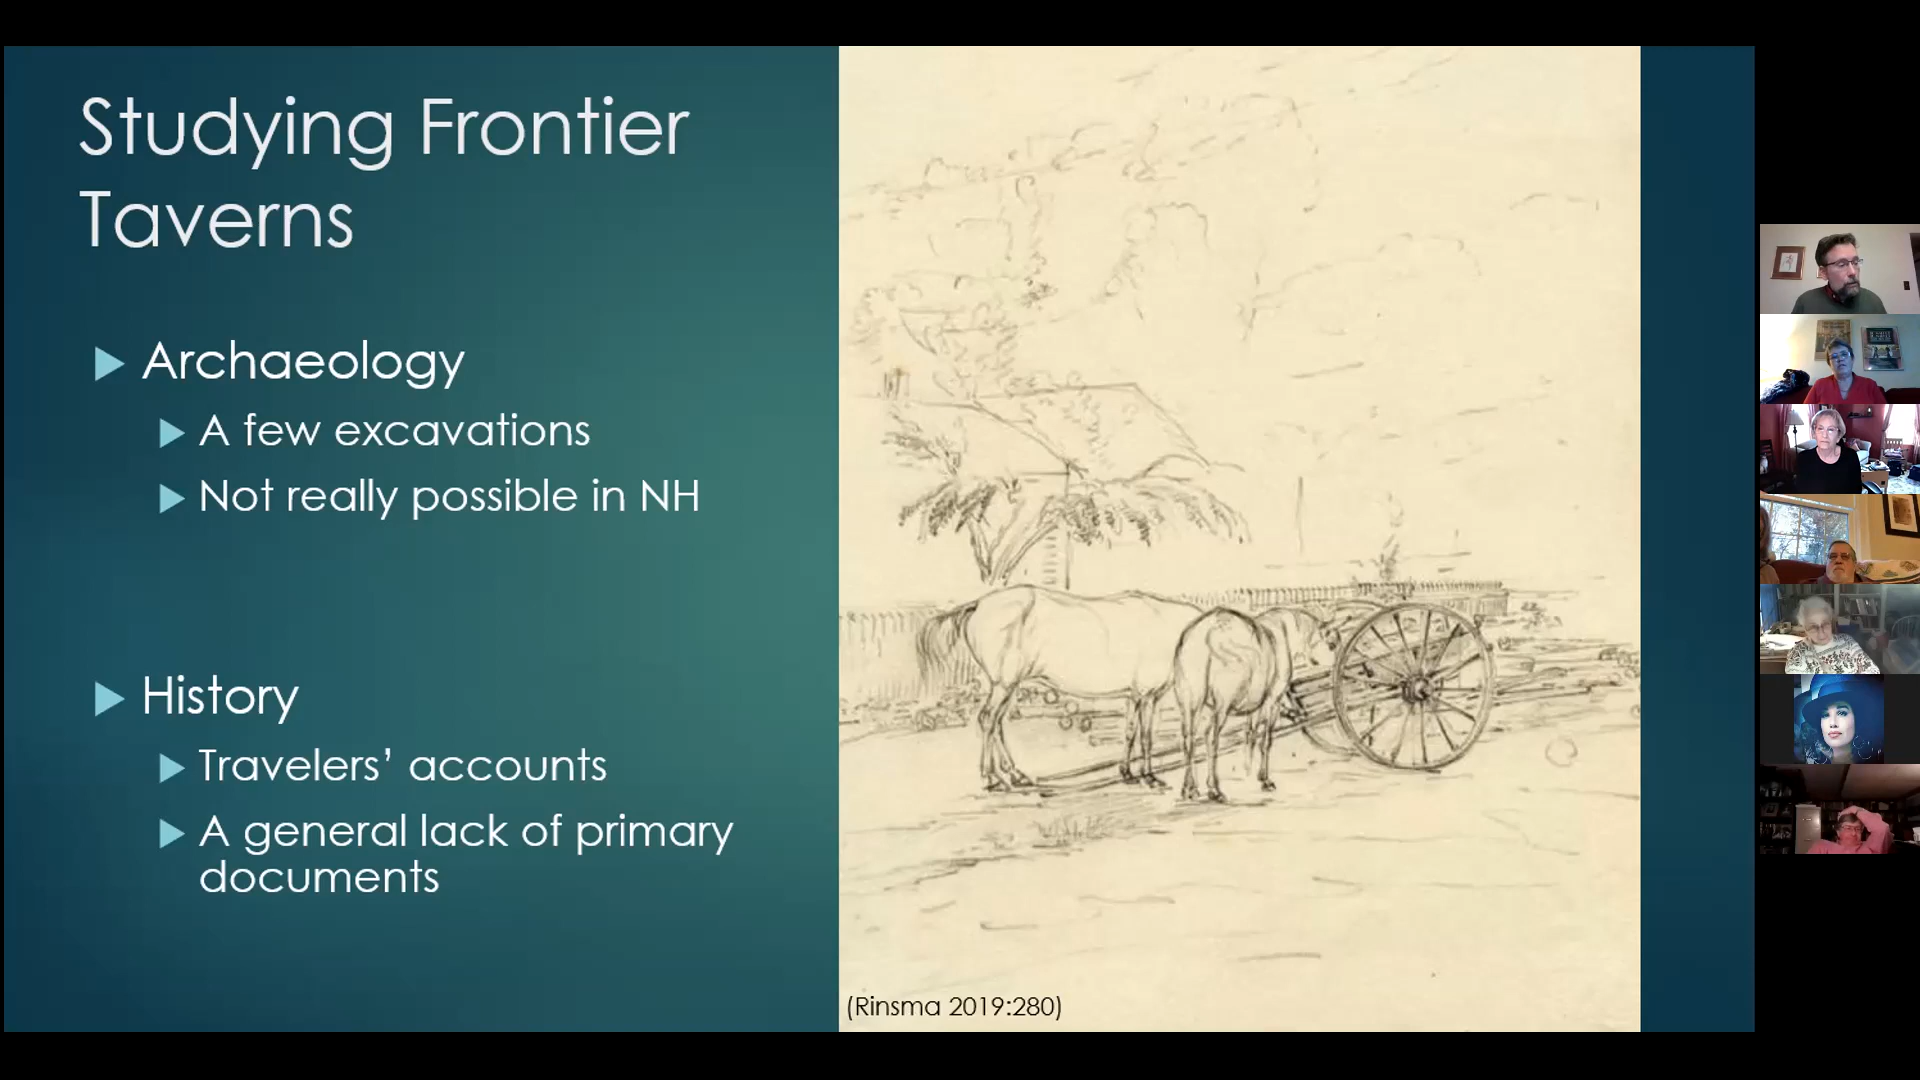 Studying Frontier
Taverns
Archaeology
A few excavations
Not really possible in NH
History
Travelers’ accounts
A general lack of primary
documents
(Rinsma 2019:280)